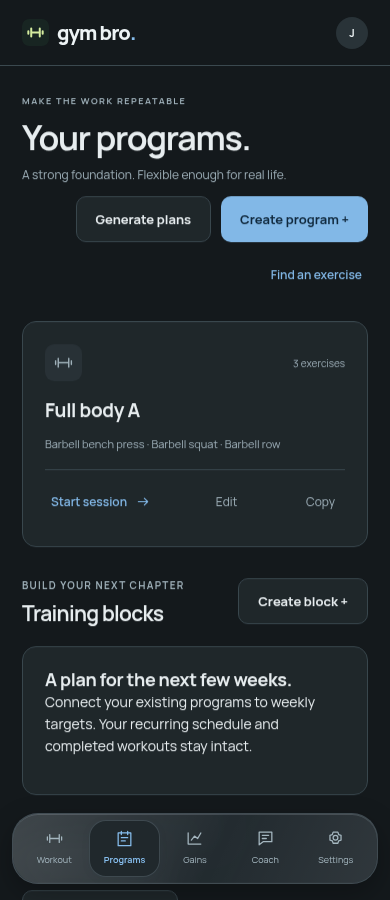 gym bro.
J
MAKE THE WORK REPEATABLE
Your programs.
A strong foundation. Flexible enough for real life.
Generate plans
Create program +
Find an exercise
3 exercises
Full body A
Barbell bench press · Barbell squat · Barbell row
Start session →
Edit
Copy
BUILD YOUR NEXT CHAPTER
Training blocks
Create block +
A plan for the next few weeks.
Connect your existing programs to weekly
targets. Your recurring schedule and
completed workouts stay intact.
Workout
Programs
Gains
Coach
Settings